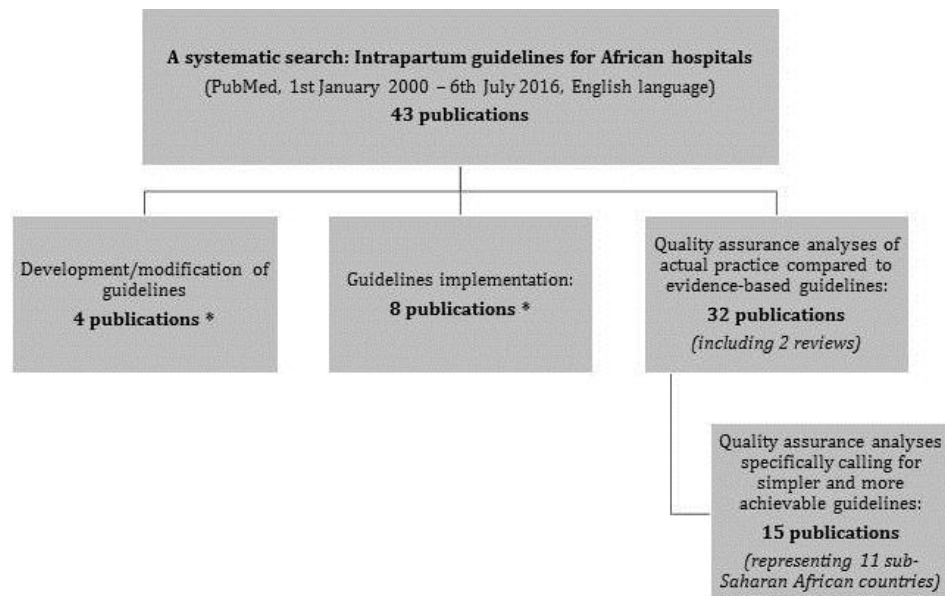 A systematic search: Intrapartum guidelines for African hospitals
(PubMed, 1st January 2000 – 6th July 2016, English language)
43 publications
Development/modification of
guidelines
4 publications *
Guidelines implementation:
8 publications *
Quality assurance analyses of
actual practice compared to
evidence-based guidelines:
32 publications
(including 2 reviews)
Quality assurance analyses
specifically calling for
simpler and more
achievable guidelines:
15 publications
(representing 11 sub-
Saharan African countries)